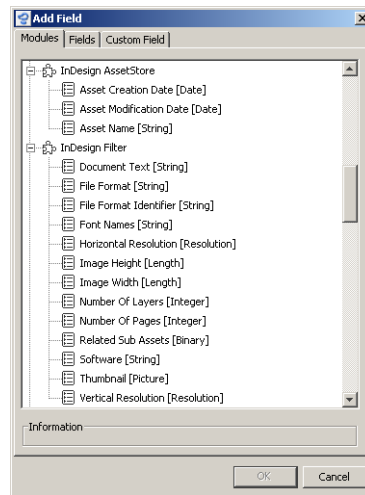 Add Field
Modules Fields Custom Field
InDesign AssetStore
Asset Creation Date [Date]
Asset Modification Date [Date]
Asset Name [String]
InDesign Filter
Document Text [String]
File Format [String]
File Format Identifier [String]
Font Names [String]
Horizontal Resolution [Resolution]
Image Height [Length]
Image Width [Length]
Number Of Layers [Integer]
Number Of Pages [Integer]
Related Sub Assets [Binary]
Software [String]
Thumbnail [Picture]
Vertical Resolution [Resolution]
Information
OK Cancel